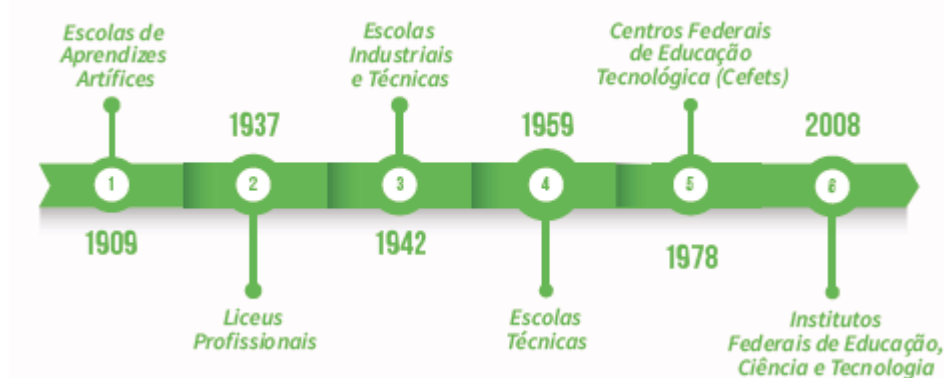 Escolas de
Aprendizes
Artífices
1
1909
1937
2
Liceus
Profissionais
Escolas
Industriais
e Técnicas
3
1942
1959
4
Escolas
Técnicas
Centros Federais
de Educação
Tecnológica (Cefets)
5
1978
2008
6
Institutos
Federais de Educação,
Ciência e Tecnologia